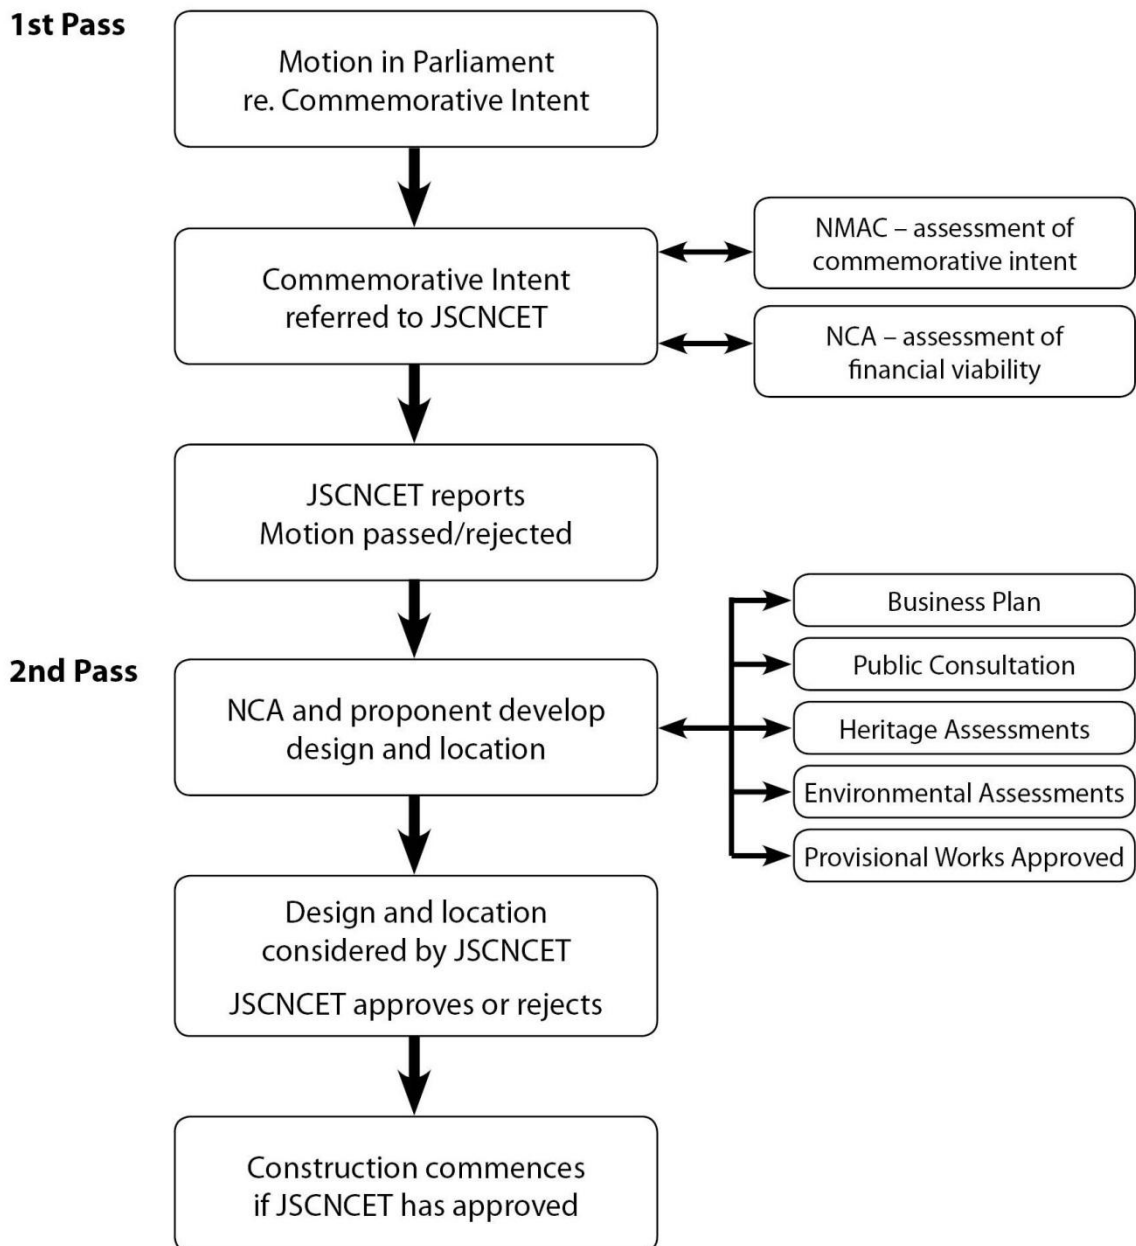 1st Pass
Motion in Parliament
re. Commemorative Intent
Commemorative Intent
referred to JSCNCET
NMAC – assessment of
commemorative intent
NCA – assessment of
financial viability
JSCNCET reports
Motion passed/rejected
2nd Pass
NCA and proponent develop
design and location
Business Plan
Public Consultation
Heritage Assessments
Environmental Assessments
Provisional Works Approved
Design and location
considered by JSCNCET
JSCNCET approves or rejects
Construction commences
if JSCNCET has approved